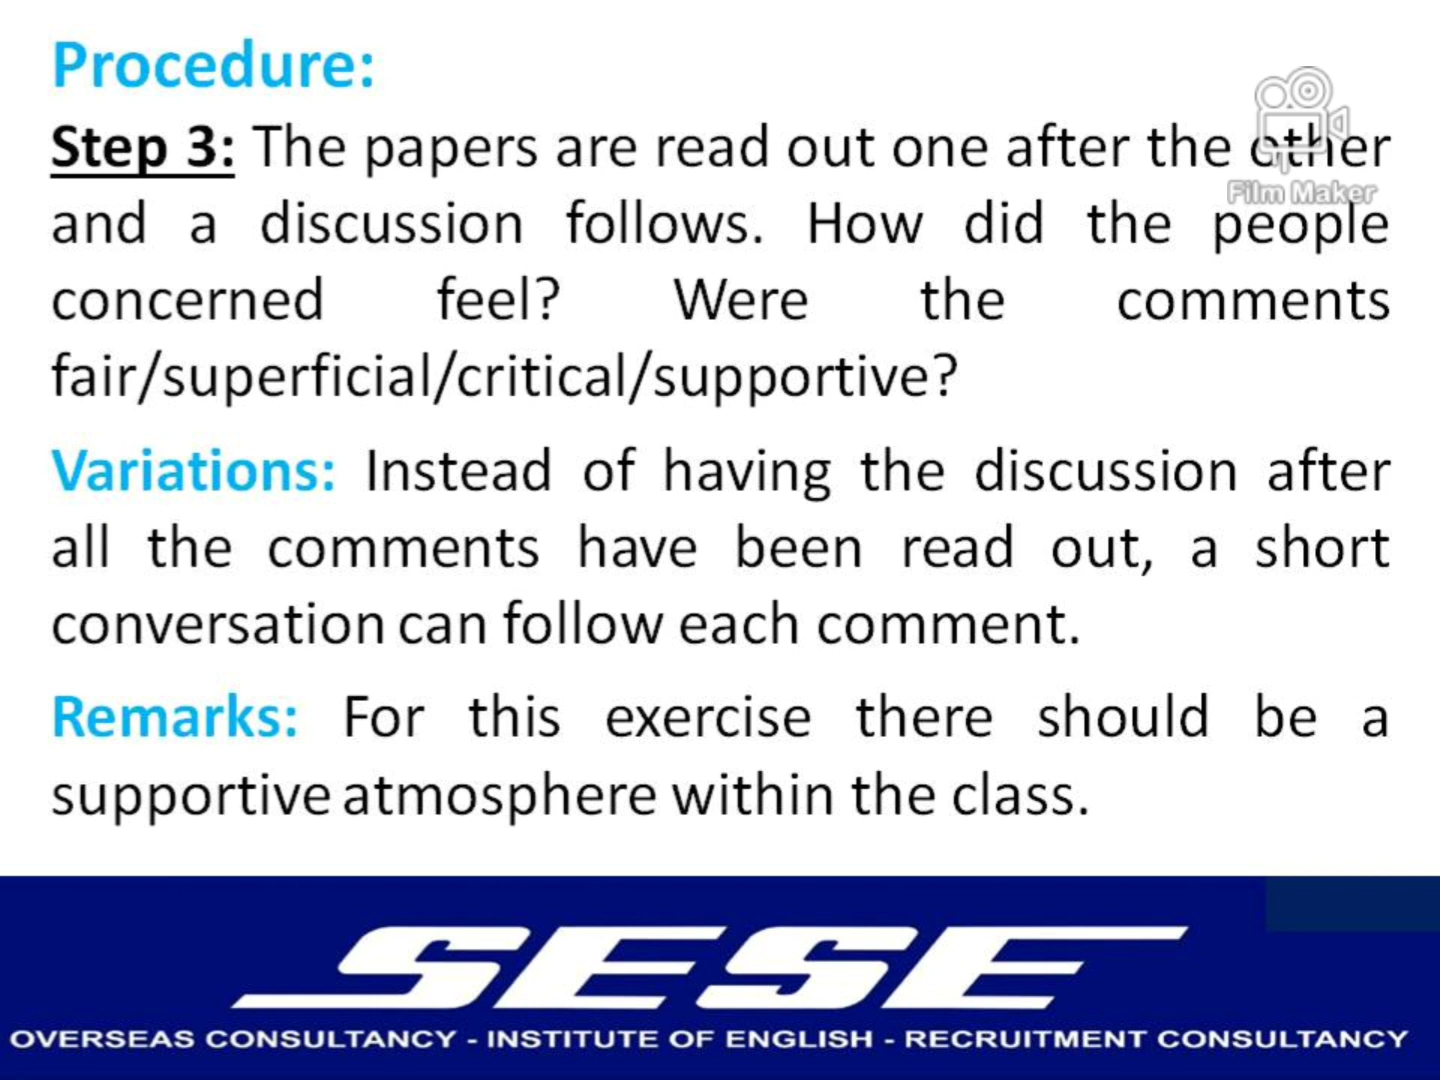 Procedure:
Step 3: The papers are read out one after the other
Film Maker
and a discussion follows. How did the people
concerned feel? Were the comments
fair/superficial/critical/supportive?
Variations: Instead of having the discussion after
all the comments have been read out, a short
conversation can follow each comment.
Remarks: For this exercise there should be a
supportive atmosphere within the class.
SESE
OVERSEAS CONSULTANCY - INSTITUTE OF ENGLISH - RECRUITMENT CONSULTANCY